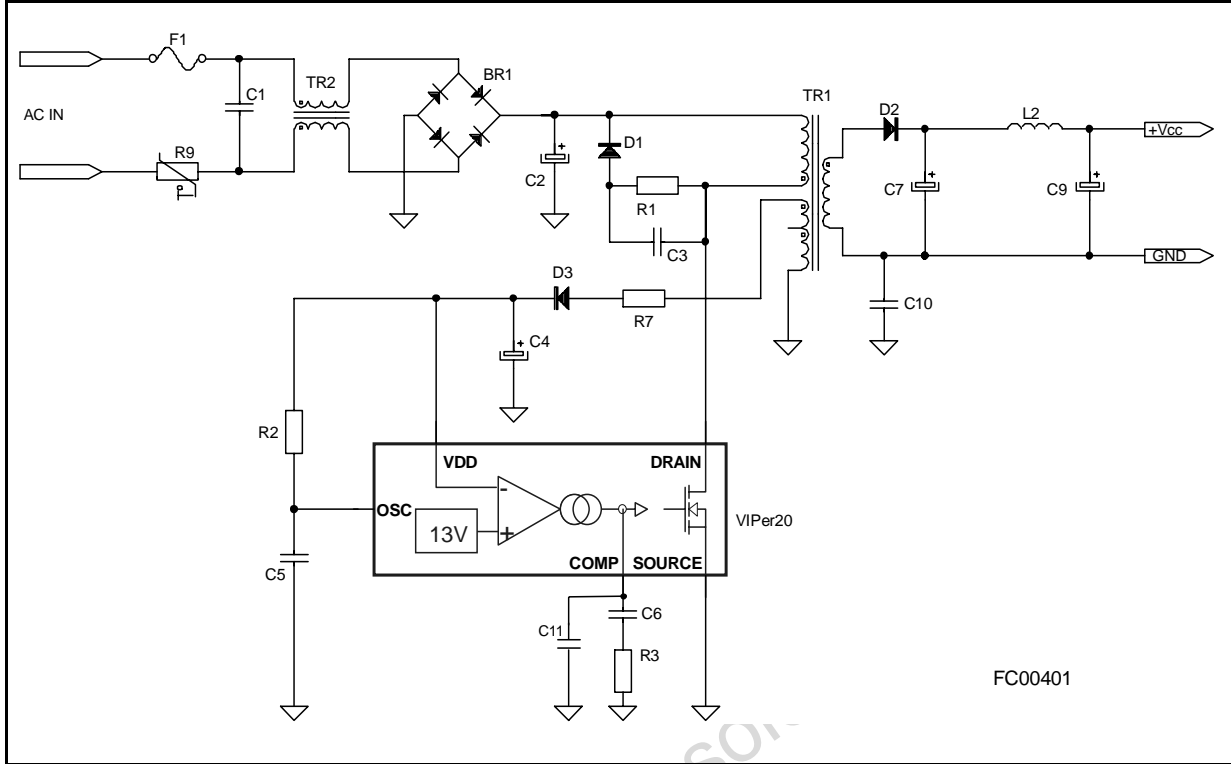 F1
AC IN
C1
TR2
BR1
R9
T°
C2
D1
R1
C3
TR1
D2
L2
+Vcc
C7
C9
GND
C10
D3
R7
C4
R2
VDD
DRAIN
OSC
-
13V
+
VIPer20
COMP SOURCE
C5
C6
C11
R3
FC00401